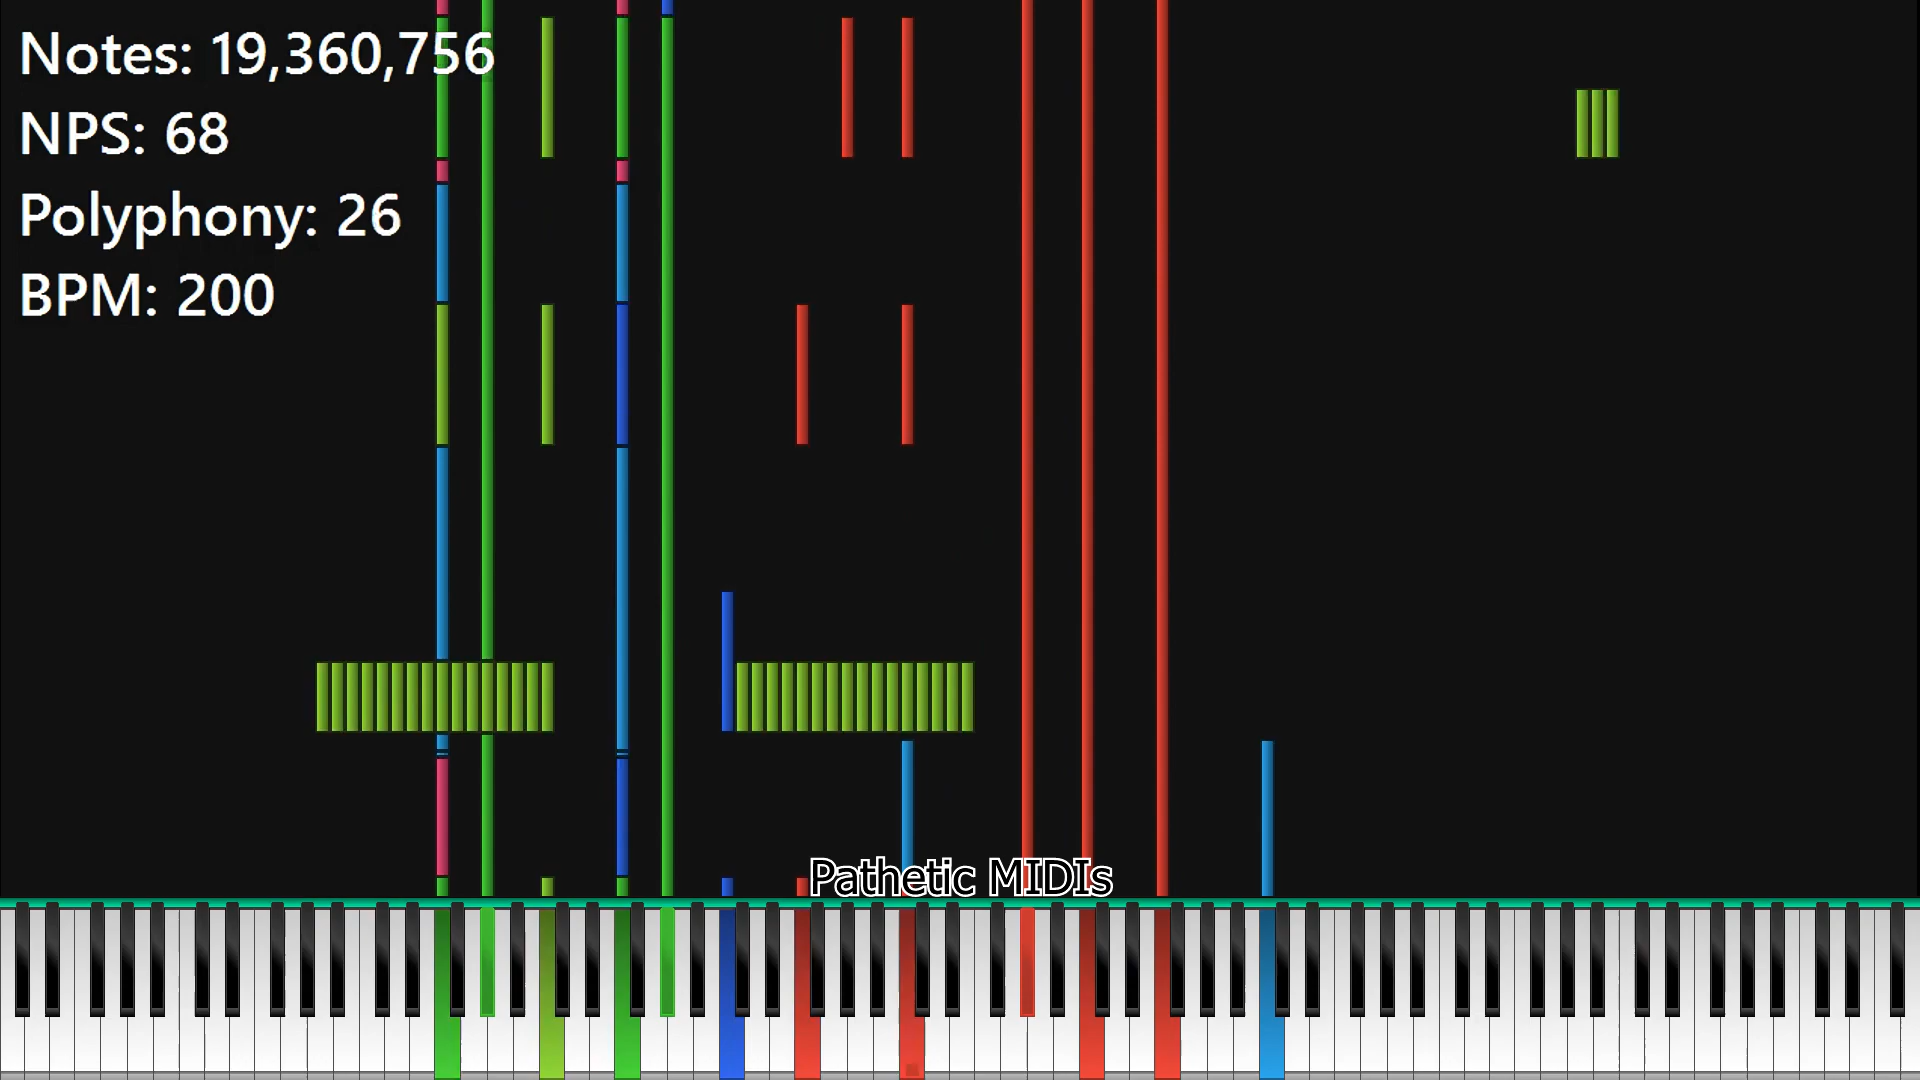 Notes: 19,360,756
NPS: 68
Polyphony: 26
BPM: 200
Pathetic MIDIs